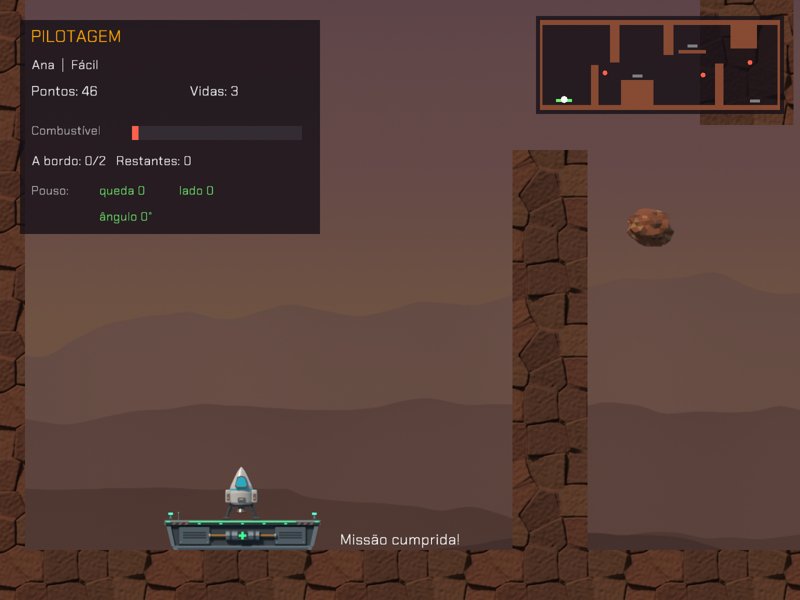 PILOTAGEM
Ana | Fácil
Pontos: 46 Vidas: 3
Combustível
A bordo: 0/2 Restantes: 0
Pouso: queda 0 lado 0
ângulo 0°
Missão cumprida!